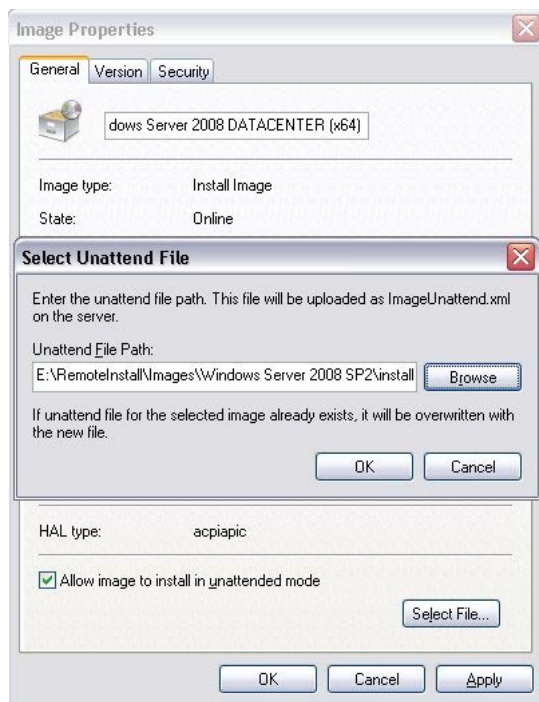 Image Properties
General Version Security
dows Server 2008 DATACENTER (x64)
Image type: Install Image
State: Online
Select Unattend File
Enter the unattend file path. This file will be uploaded as ImageUnattend.xml
on the server.
Unattend File Path:
E:\RemoteInstall\Images\Windows Server 2008 SP2\install
Browse
If unattend file for the selected image already exists, it will be overwritten with
the new file.
OK Cancel
HAL type: acpiapic
Allow image to install in unattended mode
Select File...
OK Cancel Apply